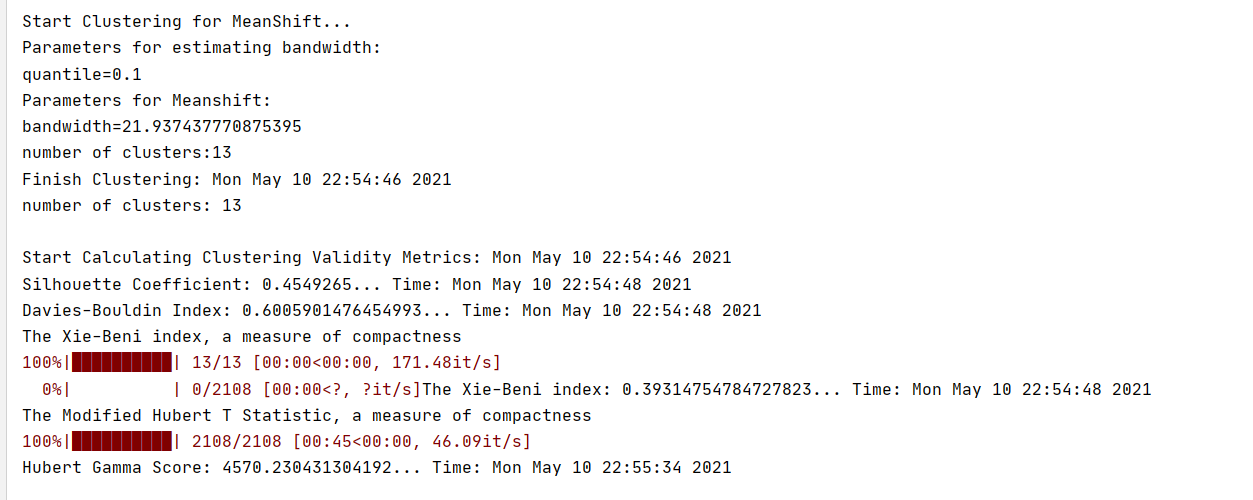 Start Clustering for MeanShift...
Parameters for estimating bandwidth:
quantile=0.1
Parameters for Meanshift:
bandwidth=21.937437770875395
number of clusters:13
Finish Clustering: Mon May 10 22:54:46 2021
number of clusters: 13
Start Calculating Clustering Validity Metrics: Mon May 10 22:54:46 2021
Silhouette Coefficient: 0.4549265... Time: Mon May 10 22:54:48 2021
Davies-Bouldin Index: 0.6005901476454993... Time: Mon May 10 22:54:48 2021
The Xie-Beni index, a measure of compactness
100%|██████████| 13/13 [00:00<00:00, 171.48it/s]
  0%|          | 0/2108 [00:00<?, ?it/s]The Xie-Beni index: 0.39314754784727823... Time: Mon May 10 22:54:48 2021
The Modified Hubert T Statistic, a measure of compactness
100%|██████████| 2108/2108 [00:45<00:00, 46.09it/s]
Hubert Gamma Score: 4570.230431304192... Time: Mon May 10 22:55:34 2021